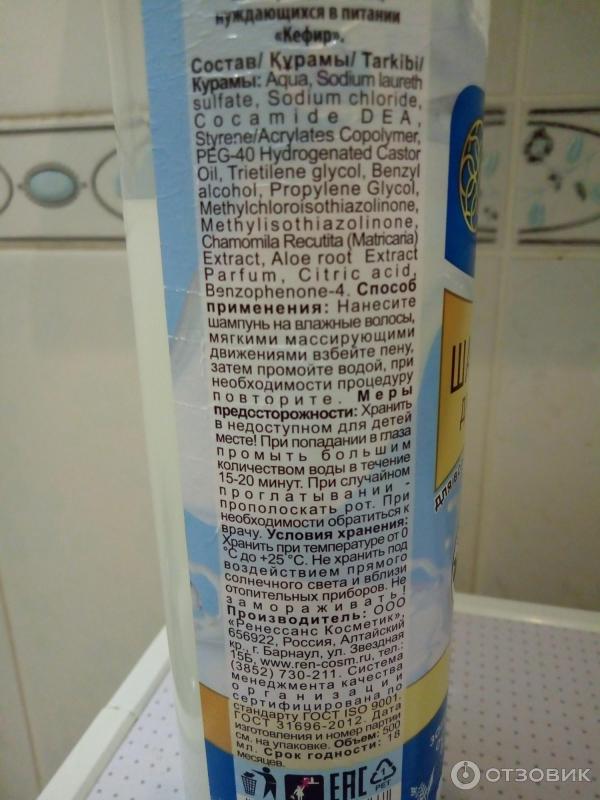 нуждающихся в питании
«Кефир».
Состав/ Құрамы/ Tarkibi/
Курамы: Aqua, Sodium laureth
sulfate, Sodium chloride,
Cocamide DEA,
Styrene/Acrylates Copolymer,
PEG-40 Hydrogenated Castor
Oil, Trietilene glycol, Benzyl
alcohol, Propylene Glycol,
Methylchloroisothiazolinone,
Methylisothiazolinone,
Chamomila Recutita (Matricaria)
Extract, Aloe root Extract
Parfum, Citric acid,
Benzophenone-4. Способ
применения: Нанесите
шампунь на влажные волосы,
мягкими массирующими
движениями взбейте пену,
затем промойте водой, при
необходимости процедуру
повторите. Меры
предосторожности: Хранить
в недоступном для детей
месте! При попадании в глаза
промыть большим
количеством воды в течение
15-20 минут. При случайном
проглатывании -
прополоскать рот. При
необходимости обратиться к
врачу. Условия хранения:
Хранить при температуре от 0
°С до +25 °С. Не хранить под
воздействием прямого
солнечного света и вблизи
отопительных приборов. Не
замораживать!
Производитель: ООО
«Ренессанс Косметик»,
656922, Россия, Алтайский
кр., г. Барнаул, ул. Звездная
15Б, www.ren-cosm.ru, тел.:
(3852) 730-211. Система
менеджмента качества
организации
сертифицирована по
стандарту ГОСТ ISO 9001.
ГОСТ 31696-2012. Дата
изготовления и номер партии
см. на упаковке. Объем: 500
мл. Срок годности: 18
месяцев.
EAC
1
PET
ША
для во
ОТЗОВИК